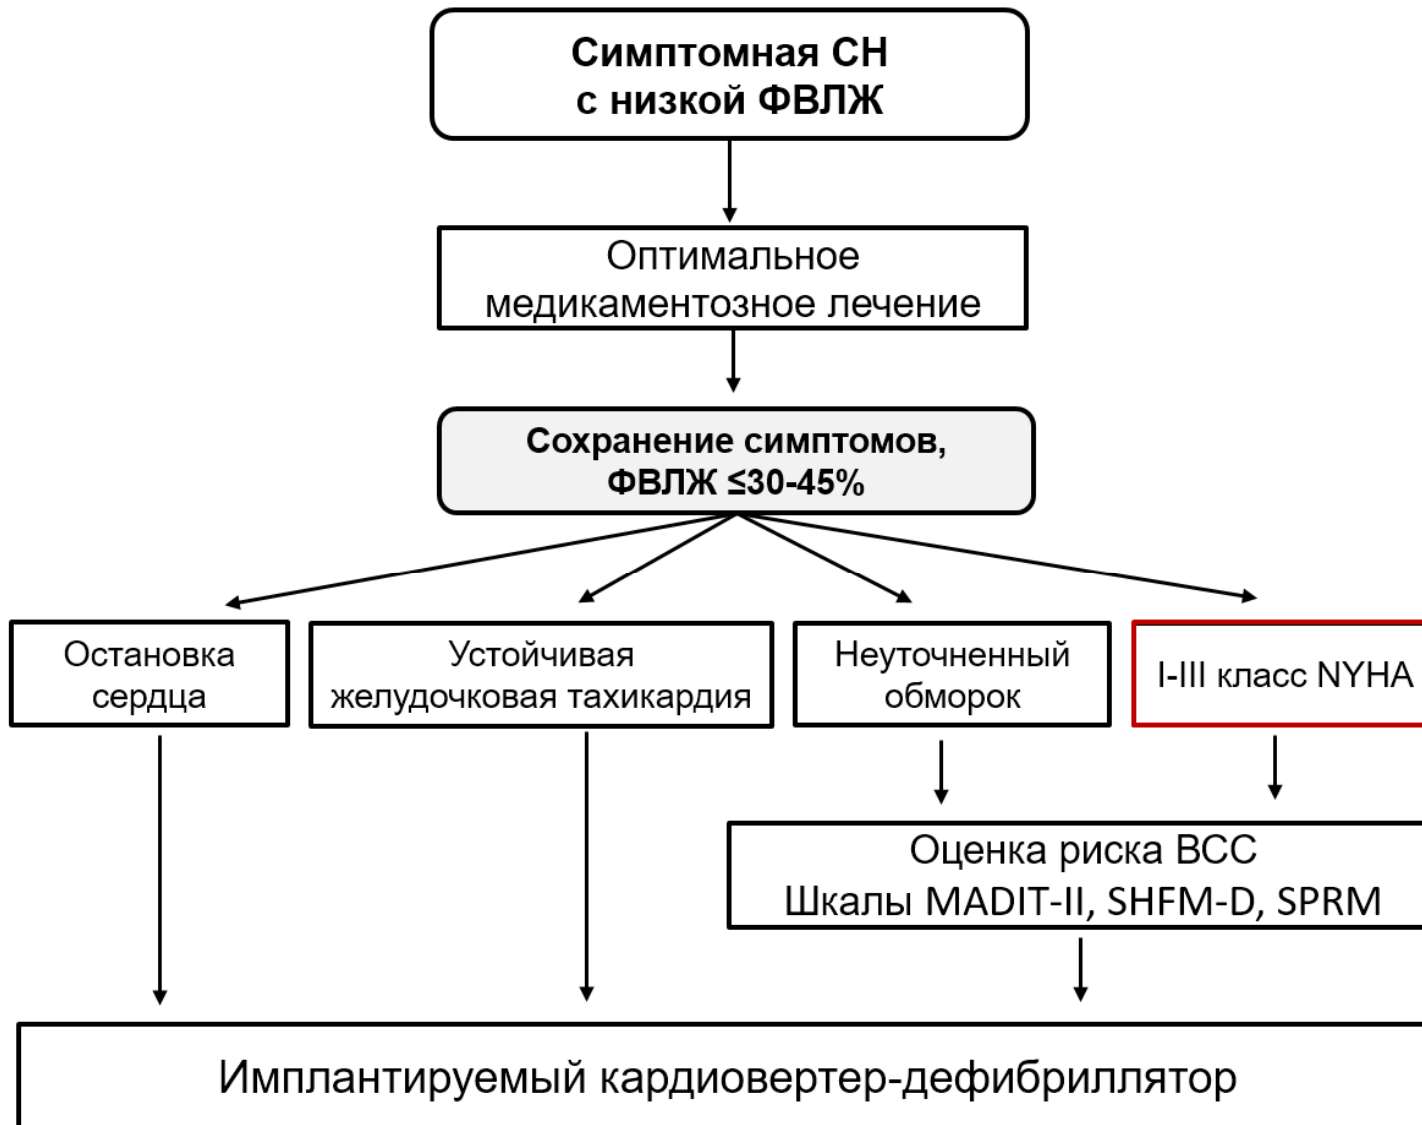 Симптомная СН
с низкой ФВЛЖ
Оптимальное
медикаментозное лечение
Сохранение симптомов,
ФВЛЖ ≤30-45%
Остановка
сердца
Устойчивая
желудочковая тахикардия
Неуточненный
обморок
I-III класс NYHA
Оценка риска ВСС
Шкалы MADIT-II, SHFM-D, SPRM
Имплантируемый кардиовертер-дефибриллятор